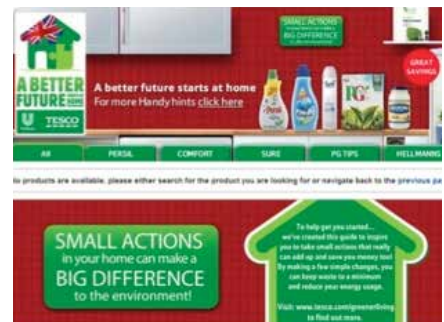 SMALL ACTIONS
BIG DIFFERENCE
GREAT
SAVINGS
A BETTER
FUTURE
A better future starts at home
For more Handy hints click here
TESCO
PG
All
PERSIL
COMFORT
SURE
PG TIPS
HELLMANNS
No products are available, please either search for the product you are looking for or navigate back to the previous pa
SMALL ACTIONS
in your home can make a
BIG DIFFERENCE
to the environment!
To help get you started...
we've created this guide to inspire
you to take small actions that really
can add up and save you money too!
By making a few simple changes, you
can keep waste to a minimum
and reduce your energy usage.
Visit: www.tesco.com/greenerliving
to find out more.